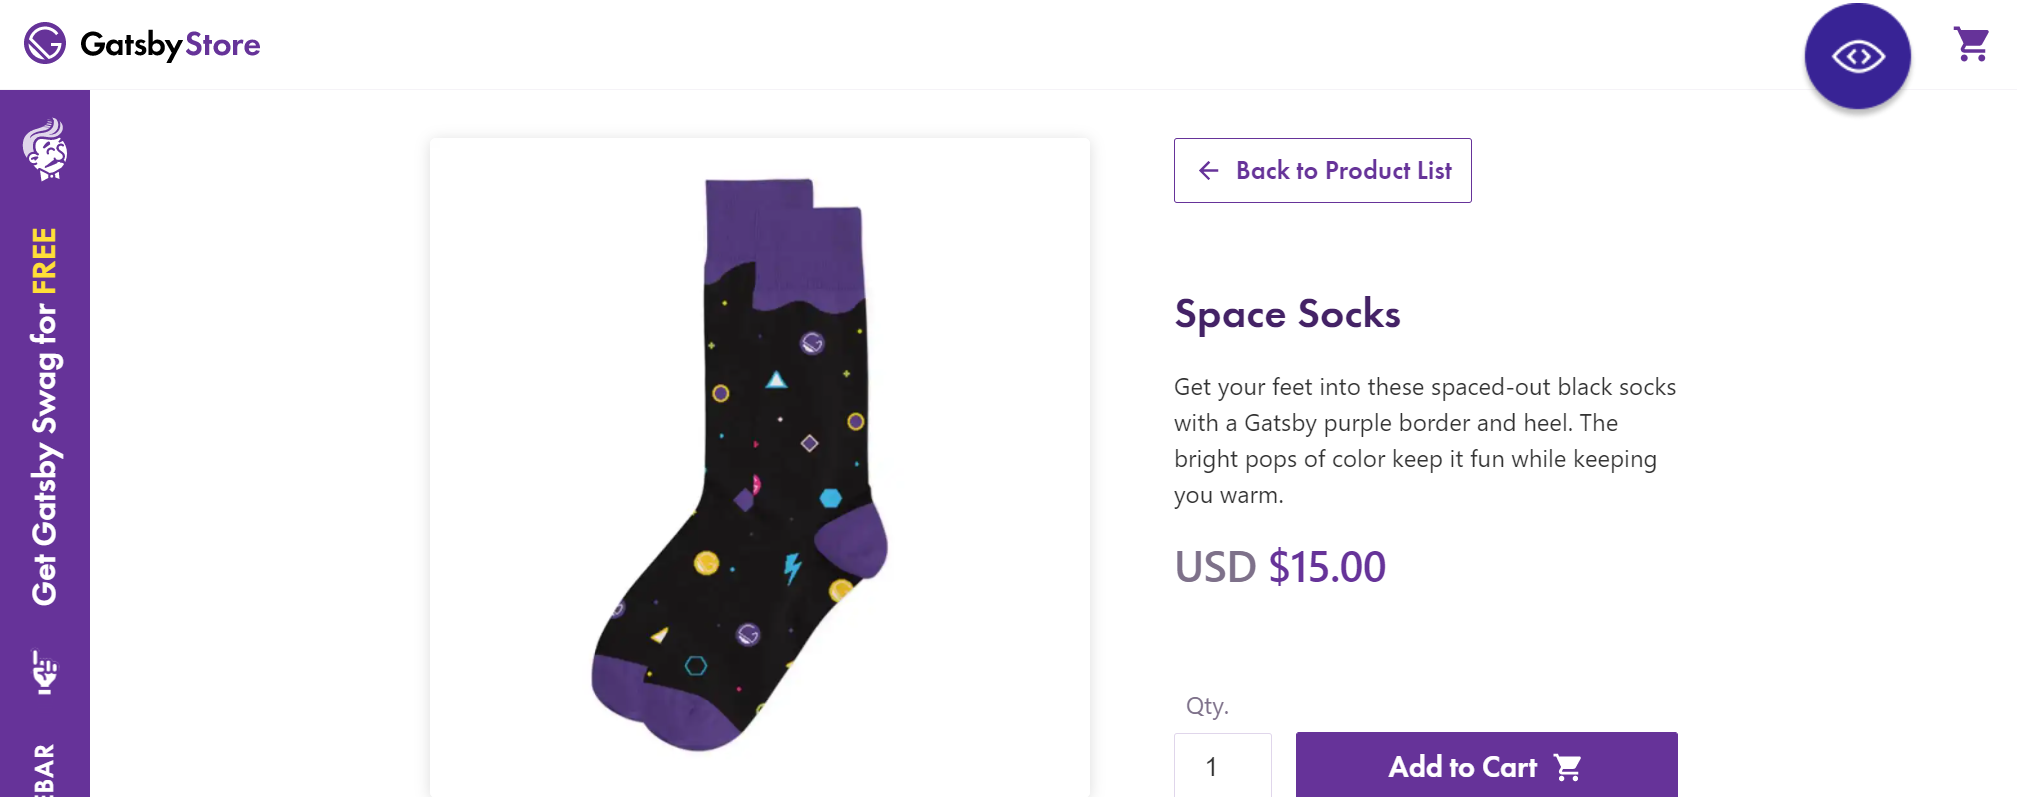 GatsbyStore
Get Gatsby Swag for FREE
Back to Product List
Space Socks
Get your feet into these spaced-out black socks
with a Gatsby purple border and heel. The
bright pops of color keep it fun while keeping
you warm.
USD $15.00
Qty.
1
Add to Cart